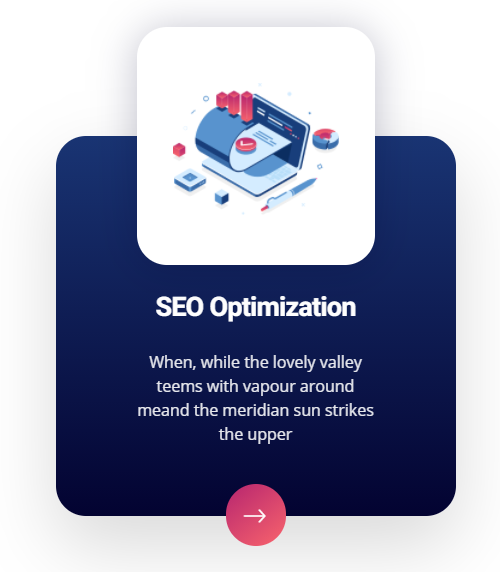 SEO Optimization
When, while the lovely valley
teems with vapour around
meand the meridian sun strikes
the upper